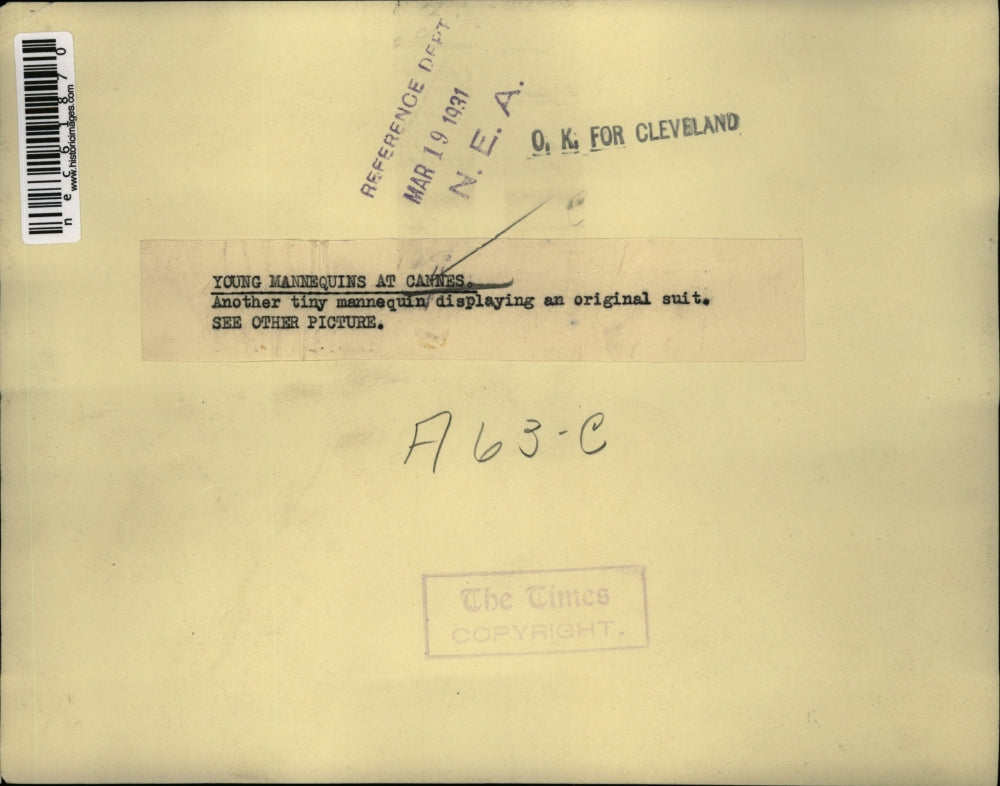 nec61870
www.historicimages.com
REFERENCE DEPT
MAR 19 1931
N. E. A.
O. K. FOR CLEVELAND
YOUNG MANNEQUINS AT CANNES.
Another tiny mannequin displaying an original suit.
SEE OTHER PICTURE.
A63-C
The Times
COPYRIGHT.